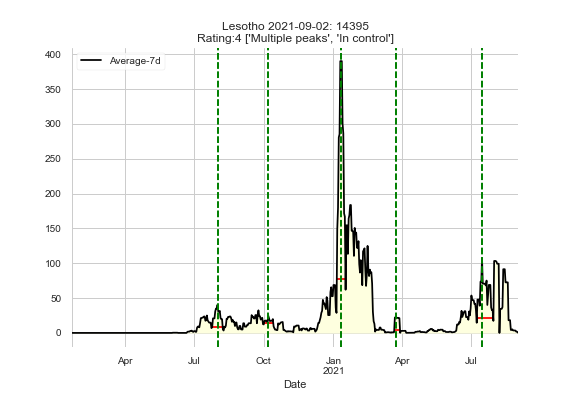 Lesotho 2021-09-02: 14395
Rating:4 ['Multiple peaks', 'In control']
Average-7d
400
350
300
250
200
150
100
50
0
Apr
Jul
Oct
Jan
2021
Apr
Jul
Date